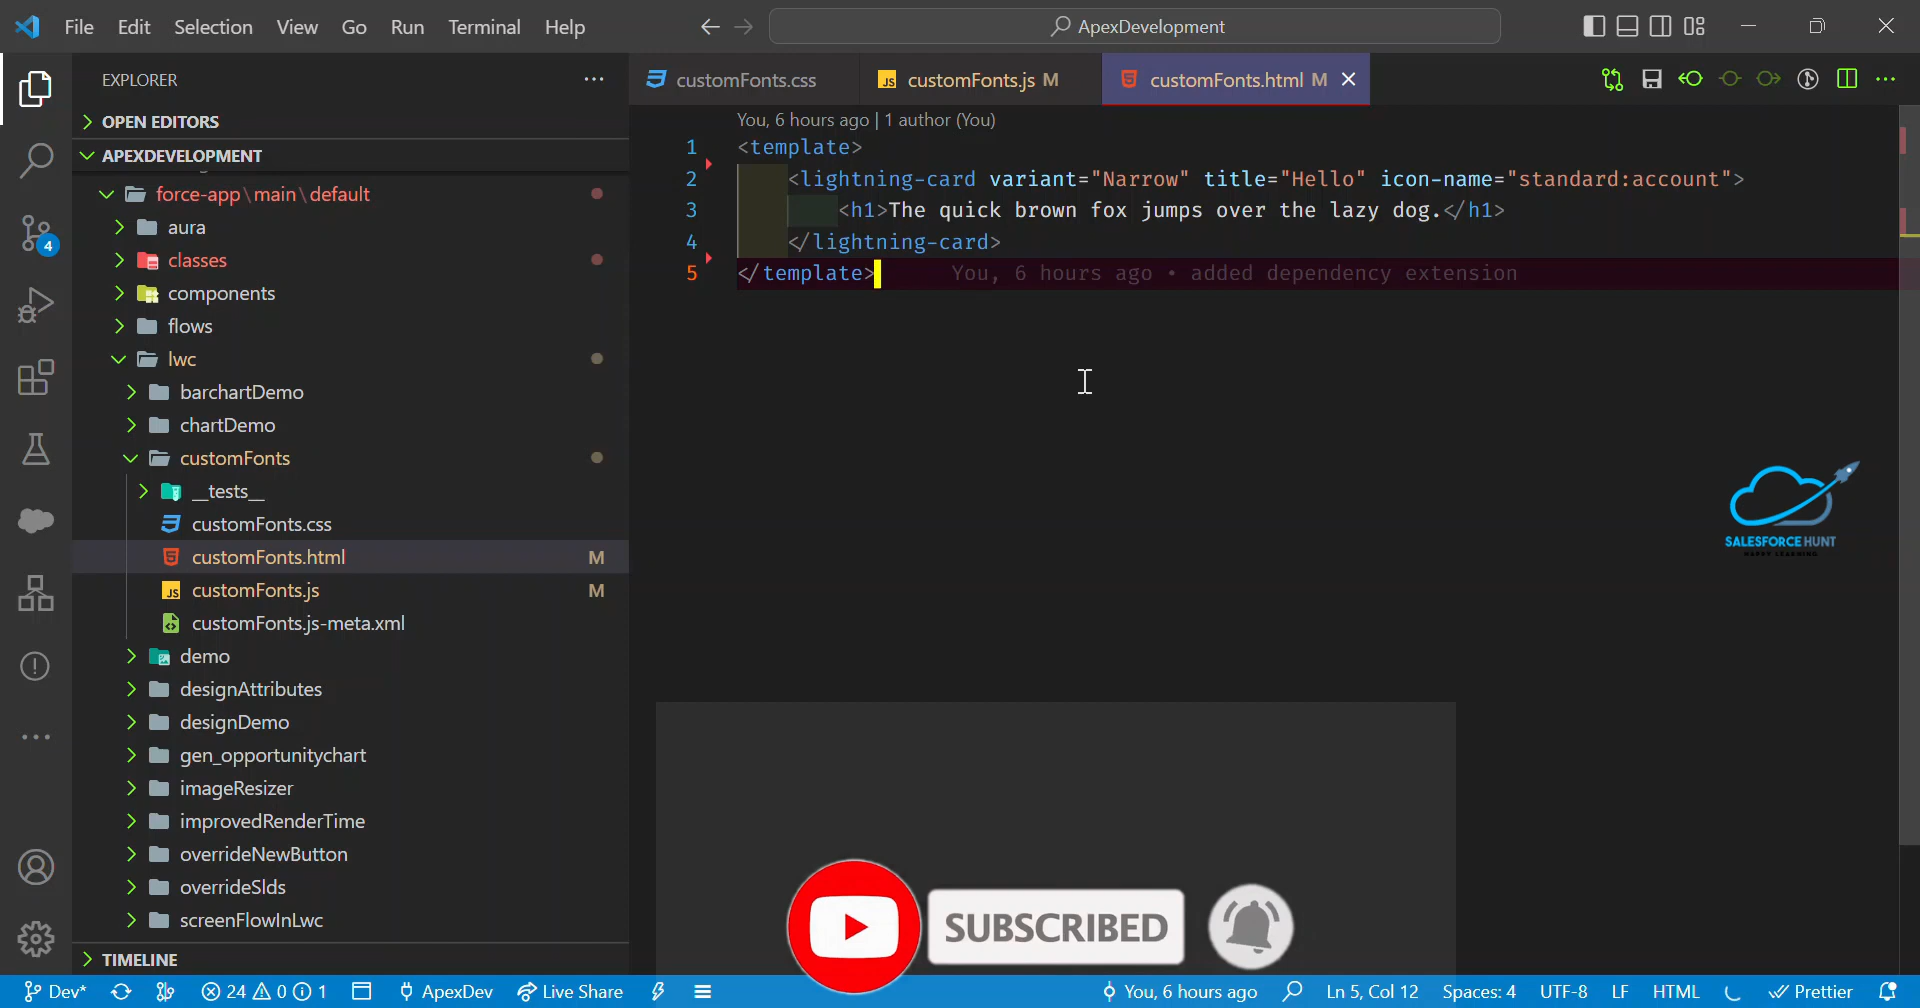 File Edit Selection View Go Run Terminal Help
ApexDevelopment
EXPLORER
OPEN EDITORS
APEXDEVELOPMENT
force-app\main\default
aura
classes
components
flows
lwc
barchartDemo
chartDemo
customFonts
__tests__
customFonts.css
customFonts.html M
customFonts.js M
customFonts.js-meta.xml
demo
designAttributes
designDemo
gen_opportunitychart
imageResizer
improvedRenderTime
overrideNewButton
overrideSlds
screenFlowInLwc
TIMELINE
4
customFonts.css
JS customFonts.js M
customFonts.html M
You, 6 hours ago | 1 author (You)
1 <template>
2 <lightning-card variant="Narrow" title="Hello" icon-name="standard:account">
3 <h1>The quick brown fox jumps over the lazy dog.</h1>
4 </lightning-card>
5 </template> You, 6 hours ago • added dependency extension
SALESFORCE HUNT
HAPPY LEARNING
SUBSCRIBED
Dev* 24 0 1 ApexDev Live Share You, 6 hours ago Ln 5, Col 12 Spaces: 4 UTF-8 LF HTML Prettier